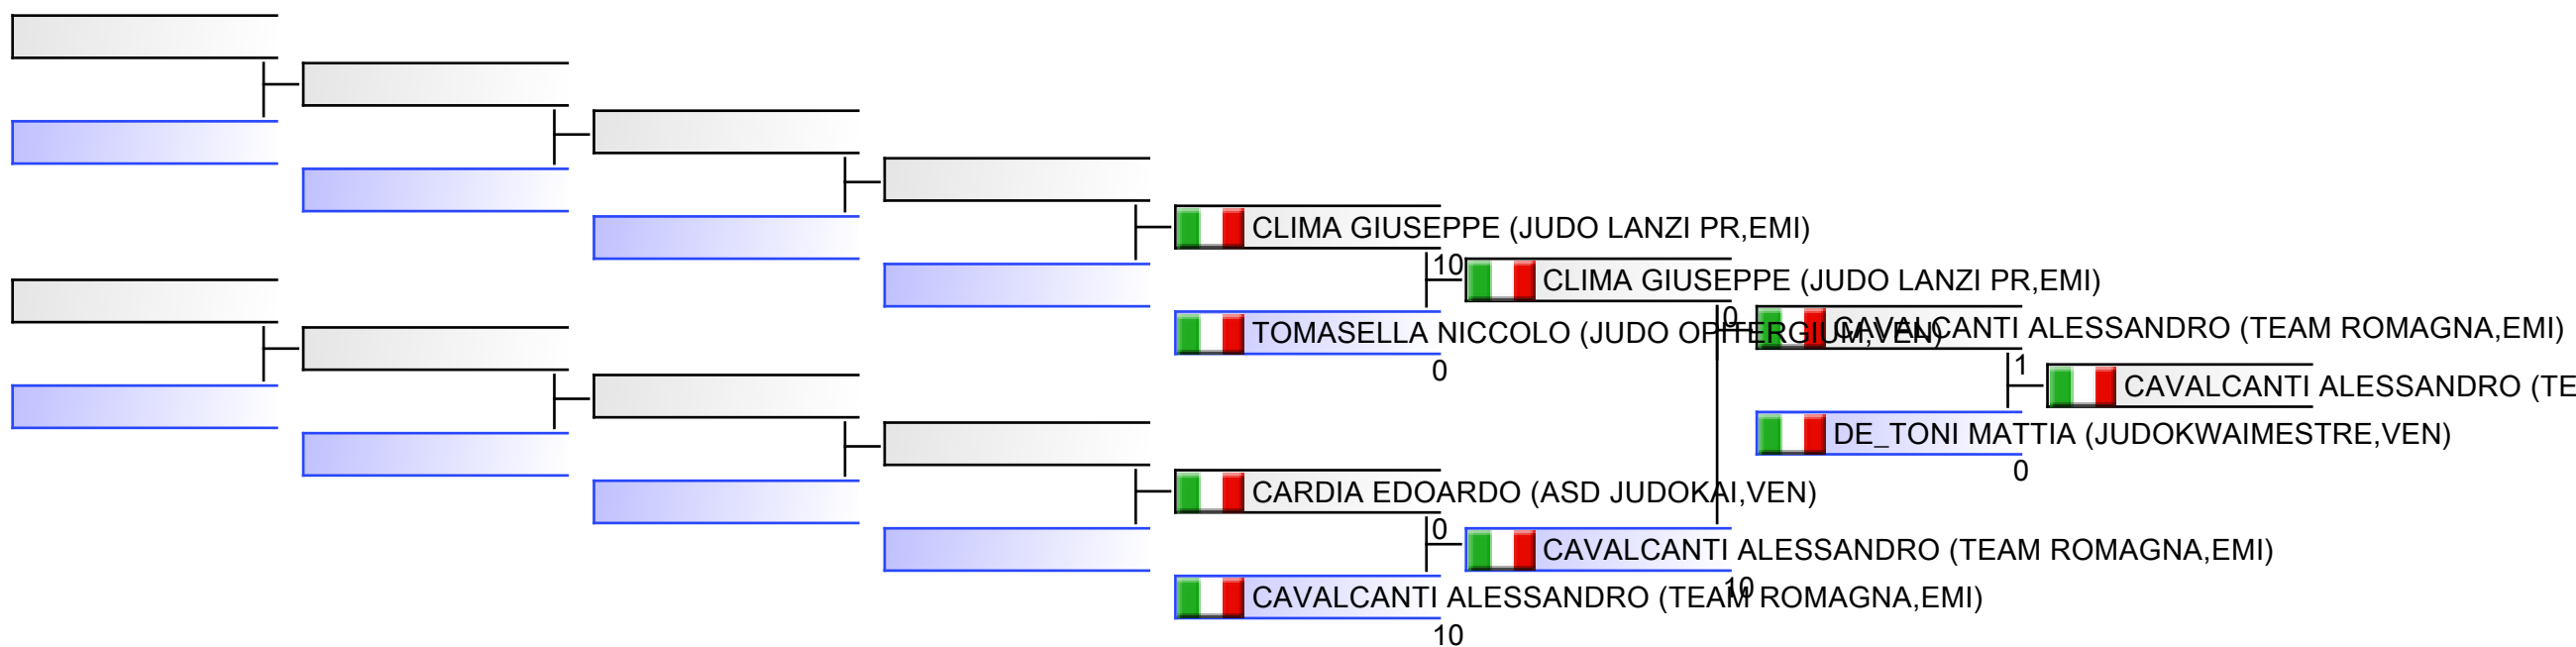 CLIMA GIUSEPPE (JUDO LANZI PR,EMI)
10
CLIMA GIUSEPPE (JUDO LANZI PR,EMI)
0
TOMASELLA NICCOLO (JUDO OPITERGIUM,VEN)
0
CAVALCANTI ALESSANDRO (TEAM ROMAGNA,EMI)
1
CAVALCANTI ALESSANDRO (TE
DE_TONI MATTIA (JUDOKWAIMESTRE,VEN)
0
CARDIA EDOARDO (ASD JUDOKAI,VEN)
0
CAVALCANTI ALESSANDRO (TEAM ROMAGNA,EMI)
10
CAVALCANTI ALESSANDRO (TEAM ROMAGNA,EMI)
10